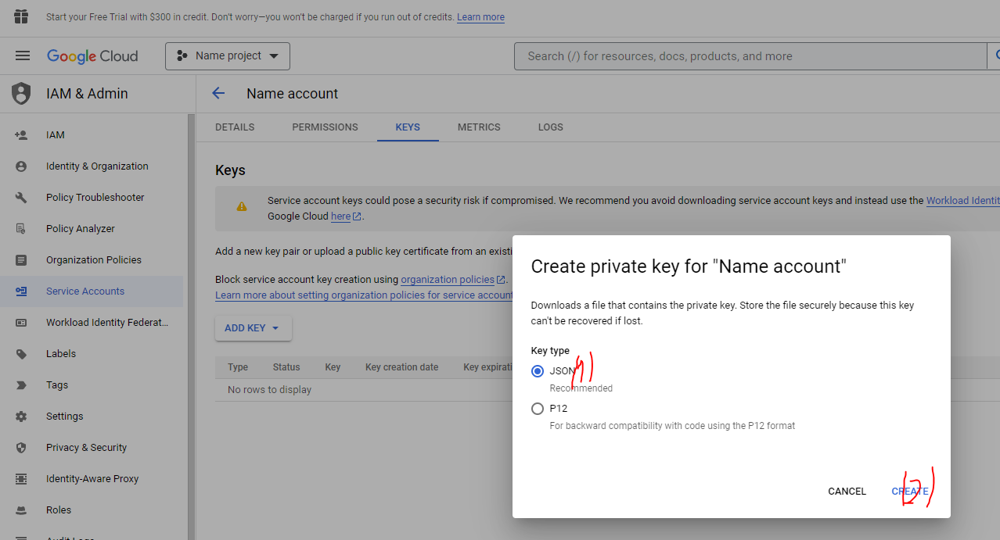 Start your Free Trial with $300 in credit. Don't worry—you won't be charged if you run out of credits. Learn more
Google Cloud
Name project
Search (/) for resources, docs, products, and more
IAM & Admin
Name account
DETAILS
PERMISSIONS
KEYS
METRICS
LOGS
IAM
Identity & Organization
Policy Troubleshooter
Policy Analyzer
Organization Policies
Service Accounts
Workload Identity Federat...
Labels
Tags
Settings
Privacy & Security
Identity-Aware Proxy
Roles
Keys
Service account keys could pose a security risk if compromised. We recommend you avoid downloading service account keys and instead use the Workload Identit
Google Cloud here.
Add a new key pair or upload a public key certificate from an existi
Block service account key creation using organization policies.
Learn more about setting organization policies for service account
ADD KEY
Type Status Key Key creation date Key expirati
No rows to display
Create private key for "Name account"
Downloads a file that contains the private key. Store the file securely because this key
can't be recovered if lost.
Key type
JSON
Recommended
P12
For backward compatibility with code using the P12 format
CANCEL
CREATE